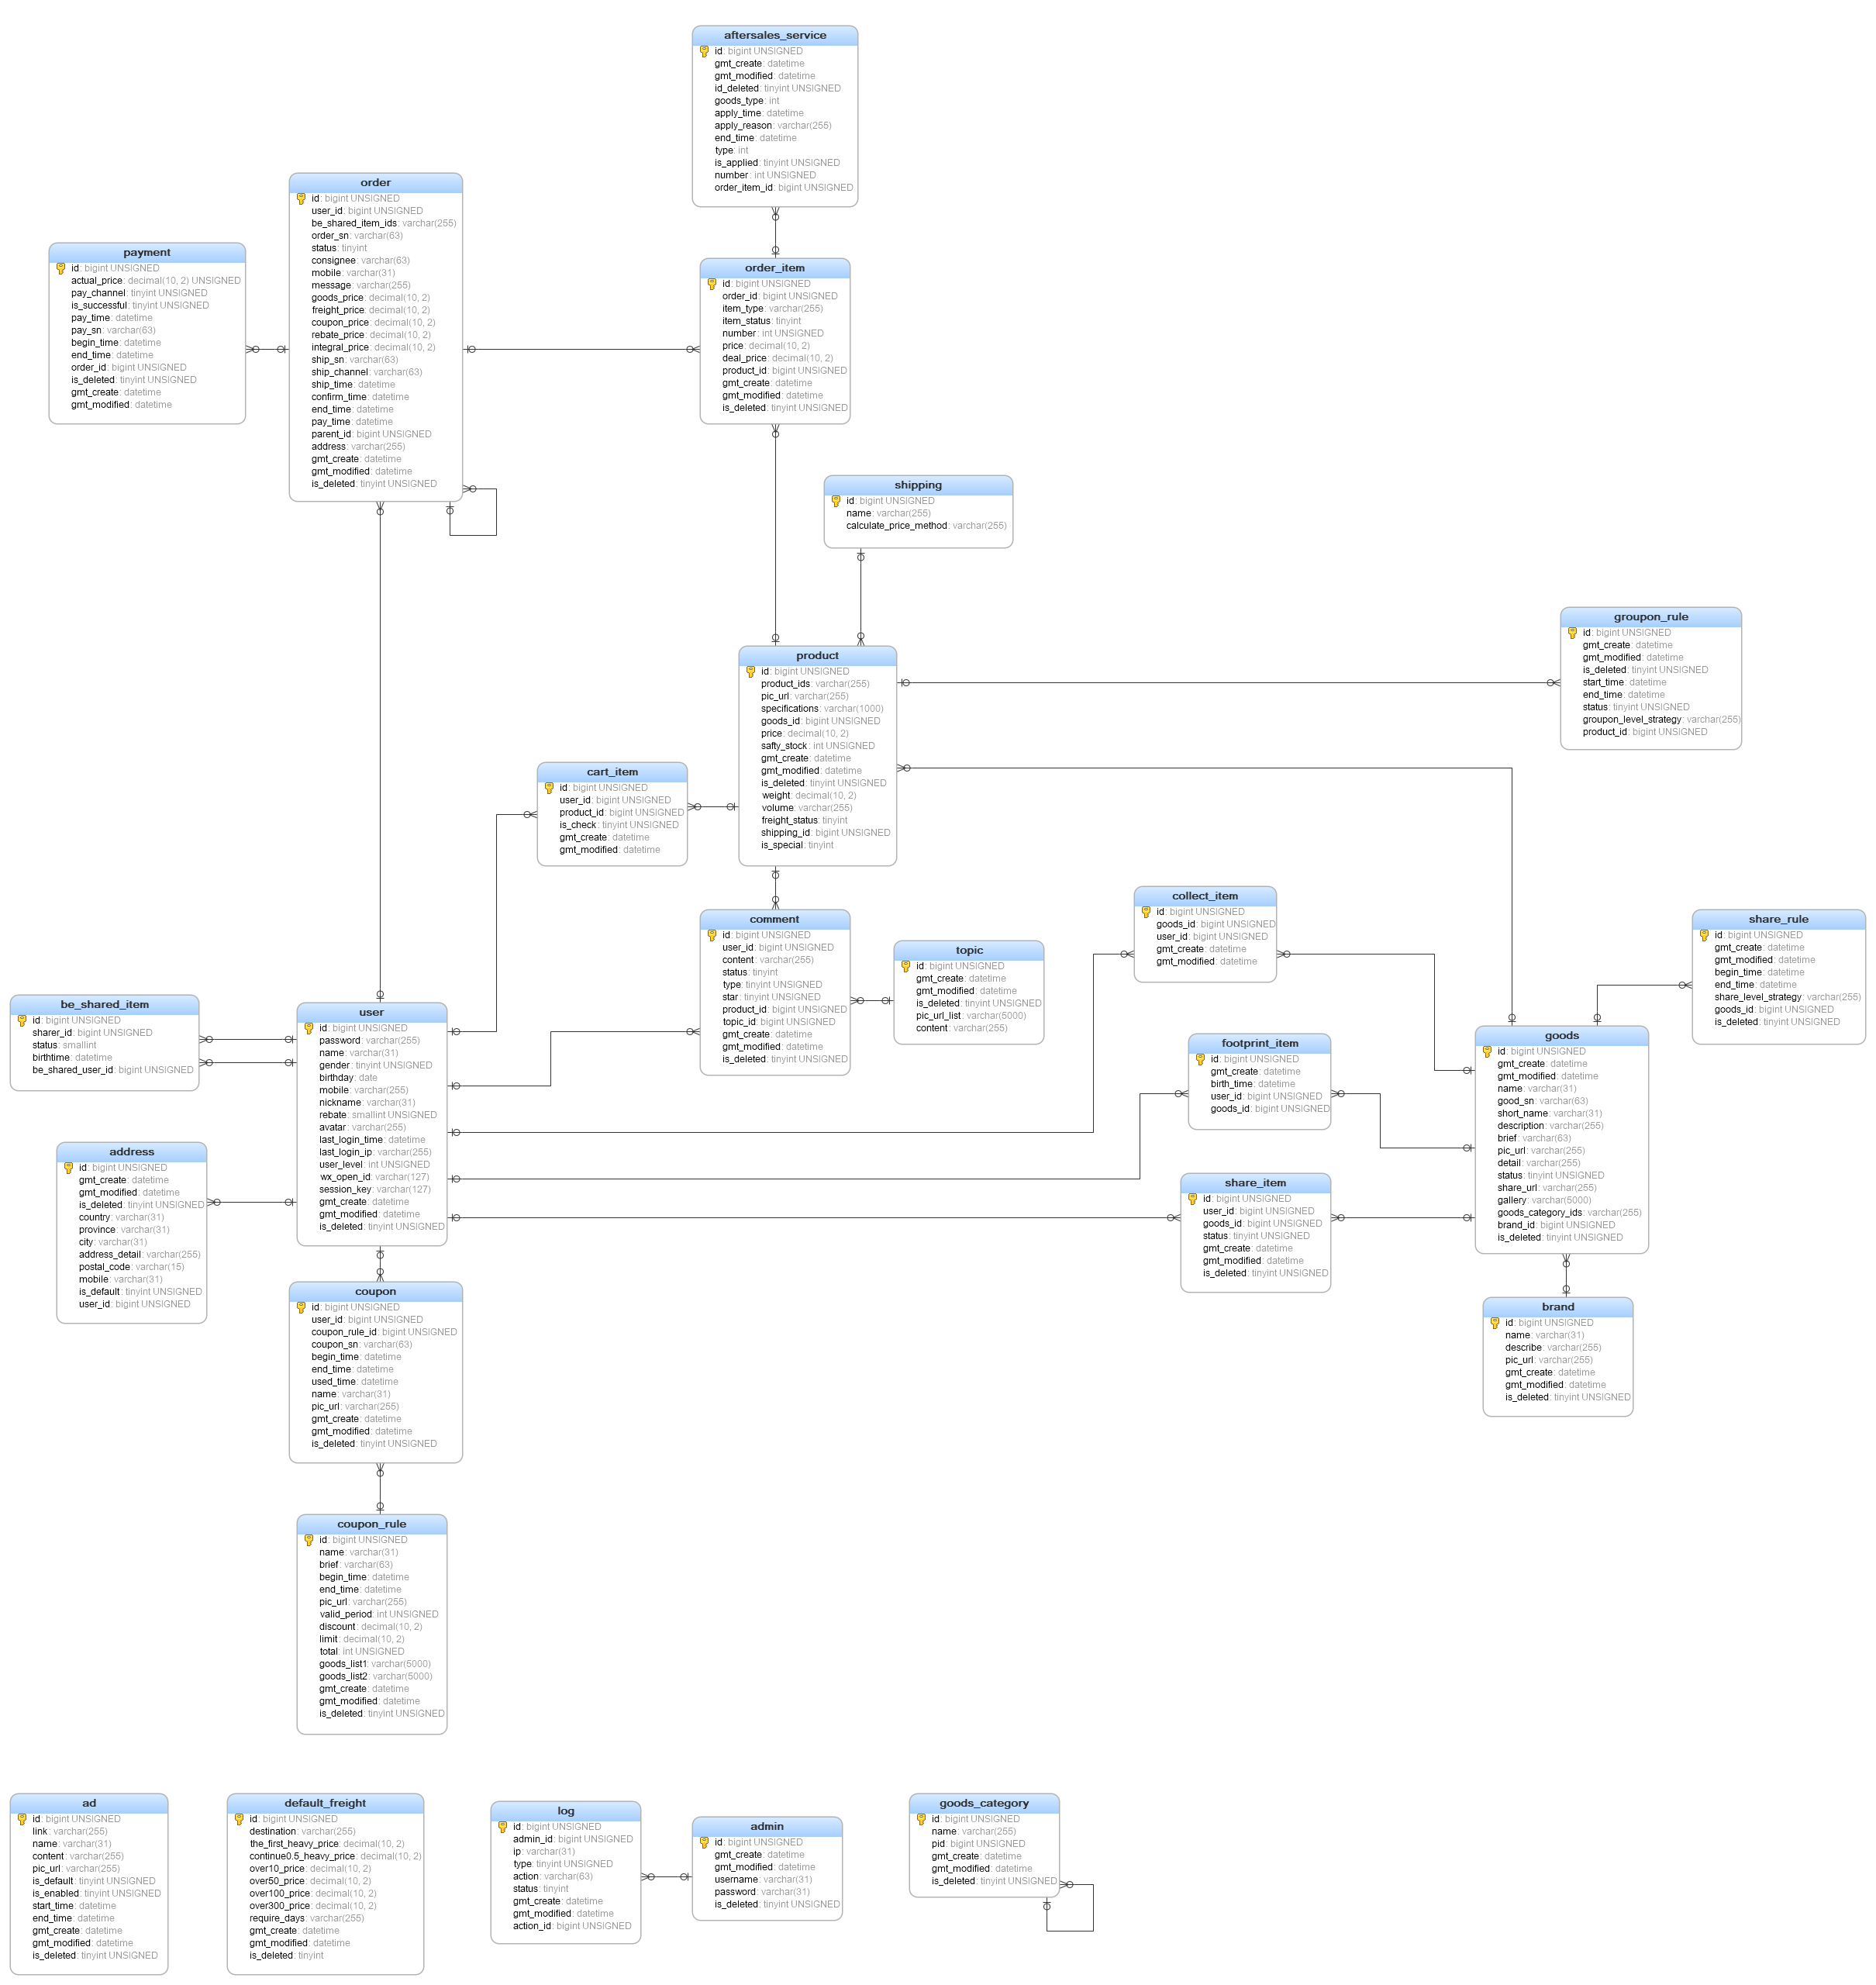 aftersales_service
id: bigint UNSIGNED
gmt_create: datetime
gmt_modified: datetime
id_deleted: tinyint UNSIGNED
goods_type: int
apply_time: datetime
apply_reason: varchar(255)
end_time: datetime
type: int
is_applied: tinyint UNSIGNED
number: int UNSIGNED
order_item_id: bigint UNSIGNED
order
id: bigint UNSIGNED
user_id: bigint UNSIGNED
be_shared_item_ids: varchar(255)
order_sn: varchar(63)
status: tinyint
consignee: varchar(63)
mobile: varchar(31)
message: varchar(255)
goods_price: decimal(10, 2)
freight_price: decimal(10, 2)
coupon_price: decimal(10, 2)
rebate_price: decimal(10, 2)
integral_price: decimal(10, 2)
ship_sn: varchar(63)
ship_channel: varchar(63)
ship_time: datetime
confirm_time: datetime
end_time: datetime
pay_time: datetime
parent_id: bigint UNSIGNED
address: varchar(255)
gmt_create: datetime
gmt_modified: datetime
is_deleted: tinyint UNSIGNED
payment
id: bigint UNSIGNED
actual_price: decimal(10, 2) UNSIGNED
pay_channel: tinyint UNSIGNED
is_successful: tinyint UNSIGNED
pay_time: datetime
pay_sn: varchar(63)
begin_time: datetime
end_time: datetime
order_id: bigint UNSIGNED
is_deleted: tinyint UNSIGNED
gmt_create: datetime
gmt_modified: datetime
order_item
id: bigint UNSIGNED
order_id: bigint UNSIGNED
item_type: varchar(255)
item_status: tinyint
number: int UNSIGNED
price: decimal(10, 2)
deal_price: decimal(10, 2)
product_id: bigint UNSIGNED
gmt_create: datetime
gmt_modified: datetime
is_deleted: tinyint UNSIGNED
shipping
id: bigint UNSIGNED
name: varchar(255)
calculate_price_method: varchar(255)
groupon_rule
id: bigint UNSIGNED
gmt_create: datetime
gmt_modified: datetime
is_deleted: tinyint UNSIGNED
start_time: datetime
end_time: datetime
status: tinyint UNSIGNED
groupon_level_strategy: varchar(255)
product_id: bigint UNSIGNED
product
id: bigint UNSIGNED
product_ids: varchar(255)
pic_url: varchar(255)
specifications: varchar(1000)
goods_id: bigint UNSIGNED
price: decimal(10, 2)
safty_stock: int UNSIGNED
gmt_create: datetime
gmt_modified: datetime
is_deleted: tinyint UNSIGNED
weight: decimal(10, 2)
volume: varchar(255)
freight_status: tinyint
shipping_id: bigint UNSIGNED
is_special: tinyint
cart_item
id: bigint UNSIGNED
user_id: bigint UNSIGNED
product_id: bigint UNSIGNED
is_check: tinyint UNSIGNED
gmt_create: datetime
gmt_modified: datetime
collect_item
id: bigint UNSIGNED
goods_id: bigint UNSIGNED
user_id: bigint UNSIGNED
gmt_create: datetime
gmt_modified: datetime
comment
id: bigint UNSIGNED
user_id: bigint UNSIGNED
content: varchar(255)
status: tinyint
type: tinyint UNSIGNED
star: tinyint UNSIGNED
product_id: bigint UNSIGNED
topic_id: bigint UNSIGNED
gmt_create: datetime
gmt_modified: datetime
is_deleted: tinyint UNSIGNED
share_rule
id: bigint UNSIGNED
gmt_create: datetime
gmt_modified: datetime
begin_time: datetime
end_time: datetime
share_level_strategy: varchar(255)
goods_id: bigint UNSIGNED
is_deleted: tinyint UNSIGNED
topic
id: bigint UNSIGNED
gmt_create: datetime
gmt_modified: datetime
is_deleted: tinyint UNSIGNED
pic_url_list: varchar(5000)
content: varchar(255)
be_shared_item
id: bigint UNSIGNED
sharer_id: bigint UNSIGNED
status: smallint
birthtime: datetime
be_shared_user_id: bigint UNSIGNED
user
id: bigint UNSIGNED
password: varchar(255)
name: varchar(31)
gender: tinyint UNSIGNED
birthday: date
mobile: varchar(255)
nickname: varchar(31)
rebate: smallint UNSIGNED
avatar: varchar(255)
last_login_time: datetime
last_login_ip: varchar(255)
user_level: int UNSIGNED
wx_open_id: varchar(127)
session_key: varchar(127)
gmt_create: datetime
gmt_modified: datetime
is_deleted: tinyint UNSIGNED
goods
id: bigint UNSIGNED
gmt_create: datetime
gmt_modified: datetime
name: varchar(31)
good_sn: varchar(63)
short_name: varchar(31)
description: varchar(255)
brief: varchar(63)
pic_url: varchar(255)
detail: varchar(255)
status: tinyint UNSIGNED
share_url: varchar(255)
gallery: varchar(5000)
goods_category_ids: varchar(255)
brand_id: bigint UNSIGNED
is_deleted: tinyint UNSIGNED
footprint_item
id: bigint UNSIGNED
gmt_create: datetime
birth_time: datetime
user_id: bigint UNSIGNED
goods_id: bigint UNSIGNED
address
id: bigint UNSIGNED
gmt_create: datetime
gmt_modified: datetime
is_deleted: tinyint UNSIGNED
country: varchar(31)
province: varchar(31)
city: varchar(31)
address_detail: varchar(255)
postal_code: varchar(15)
mobile: varchar(31)
is_default: tinyint UNSIGNED
user_id: bigint UNSIGNED
share_item
id: bigint UNSIGNED
user_id: bigint UNSIGNED
goods_id: bigint UNSIGNED
status: tinyint UNSIGNED
gmt_create: datetime
gmt_modified: datetime
is_deleted: tinyint UNSIGNED
coupon
id: bigint UNSIGNED
user_id: bigint UNSIGNED
coupon_rule_id: bigint UNSIGNED
coupon_sn: varchar(63)
begin_time: datetime
end_time: datetime
used_time: datetime
name: varchar(31)
pic_url: varchar(255)
gmt_create: datetime
gmt_modified: datetime
is_deleted: tinyint UNSIGNED
brand
id: bigint UNSIGNED
name: varchar(31)
describe: varchar(255)
pic_url: varchar(255)
gmt_create: datetime
gmt_modified: datetime
is_deleted: tinyint UNSIGNED
coupon_rule
id: bigint UNSIGNED
name: varchar(31)
brief: varchar(63)
begin_time: datetime
end_time: datetime
pic_url: varchar(255)
valid_period: int UNSIGNED
discount: decimal(10, 2)
limit: decimal(10, 2)
total: int UNSIGNED
goods_list1: varchar(5000)
goods_list2: varchar(5000)
gmt_create: datetime
gmt_modified: datetime
is_deleted: tinyint UNSIGNED
ad
id: bigint UNSIGNED
link: varchar(255)
name: varchar(31)
content: varchar(255)
pic_url: varchar(255)
is_default: tinyint UNSIGNED
is_enabled: tinyint UNSIGNED
start_time: datetime
end_time: datetime
gmt_create: datetime
gmt_modified: datetime
is_deleted: tinyint UNSIGNED
default_freight
id: bigint UNSIGNED
destination: varchar(255)
the_first_heavy_price: decimal(10, 2)
continue0.5_heavy_price: decimal(10, 2)
over10_price: decimal(10, 2)
over50_price: decimal(10, 2)
over100_price: decimal(10, 2)
over300_price: decimal(10, 2)
require_days: varchar(255)
gmt_create: datetime
gmt_modified: datetime
is_deleted: tinyint
log
id: bigint UNSIGNED
admin_id: bigint UNSIGNED
ip: varchar(31)
type: tinyint UNSIGNED
action: varchar(63)
status: tinyint
gmt_create: datetime
gmt_modified: datetime
action_id: bigint UNSIGNED
admin
id: bigint UNSIGNED
gmt_create: datetime
gmt_modified: datetime
username: varchar(31)
password: varchar(31)
is_deleted: tinyint UNSIGNED
goods_category
id: bigint UNSIGNED
name: varchar(255)
pid: bigint UNSIGNED
gmt_create: datetime
gmt_modified: datetime
is_deleted: tinyint UNSIGNED